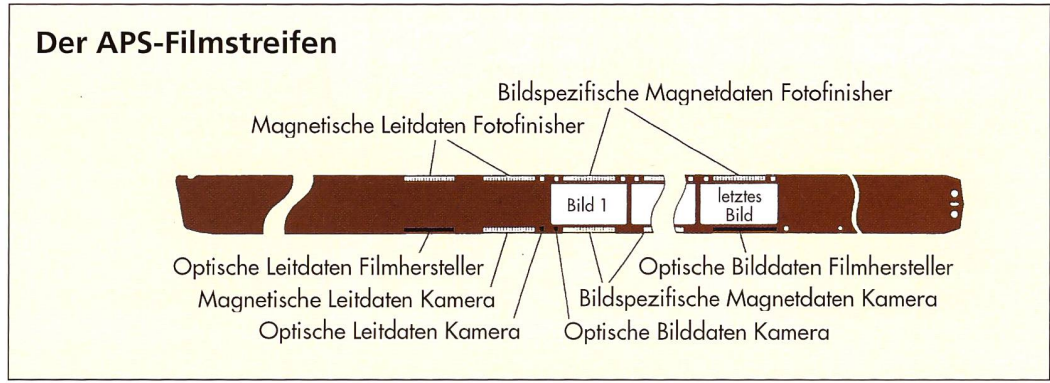 Der APS-Filmstreifen
Bildspezifische Magnetdaten Fotofinisher
Magnetische Leitdaten Fotofinisher
Bild 1
letztes
Bild
Optische Leitdaten Filmhersteller
Optische Bilddaten Filmhersteller
Magnetische Leitdaten Kamera
Bildspezifische Magnetdaten Kamera
Optische Leitdaten Kamera
Optische Bilddaten Kamera